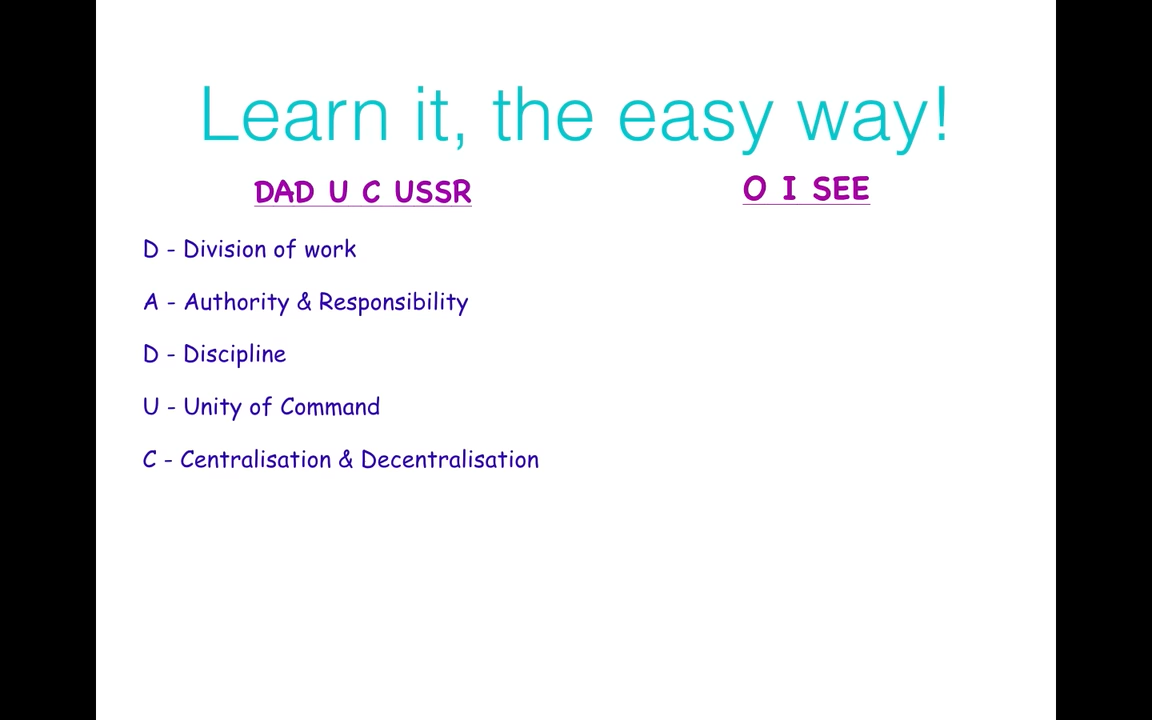 Learn it, the easy way!
DAD U C USSR
O I SEE
D - Division of work
A - Authority & Responsibility
D - Discipline
U - Unity of Command
C - Centralisation & Decentralisation